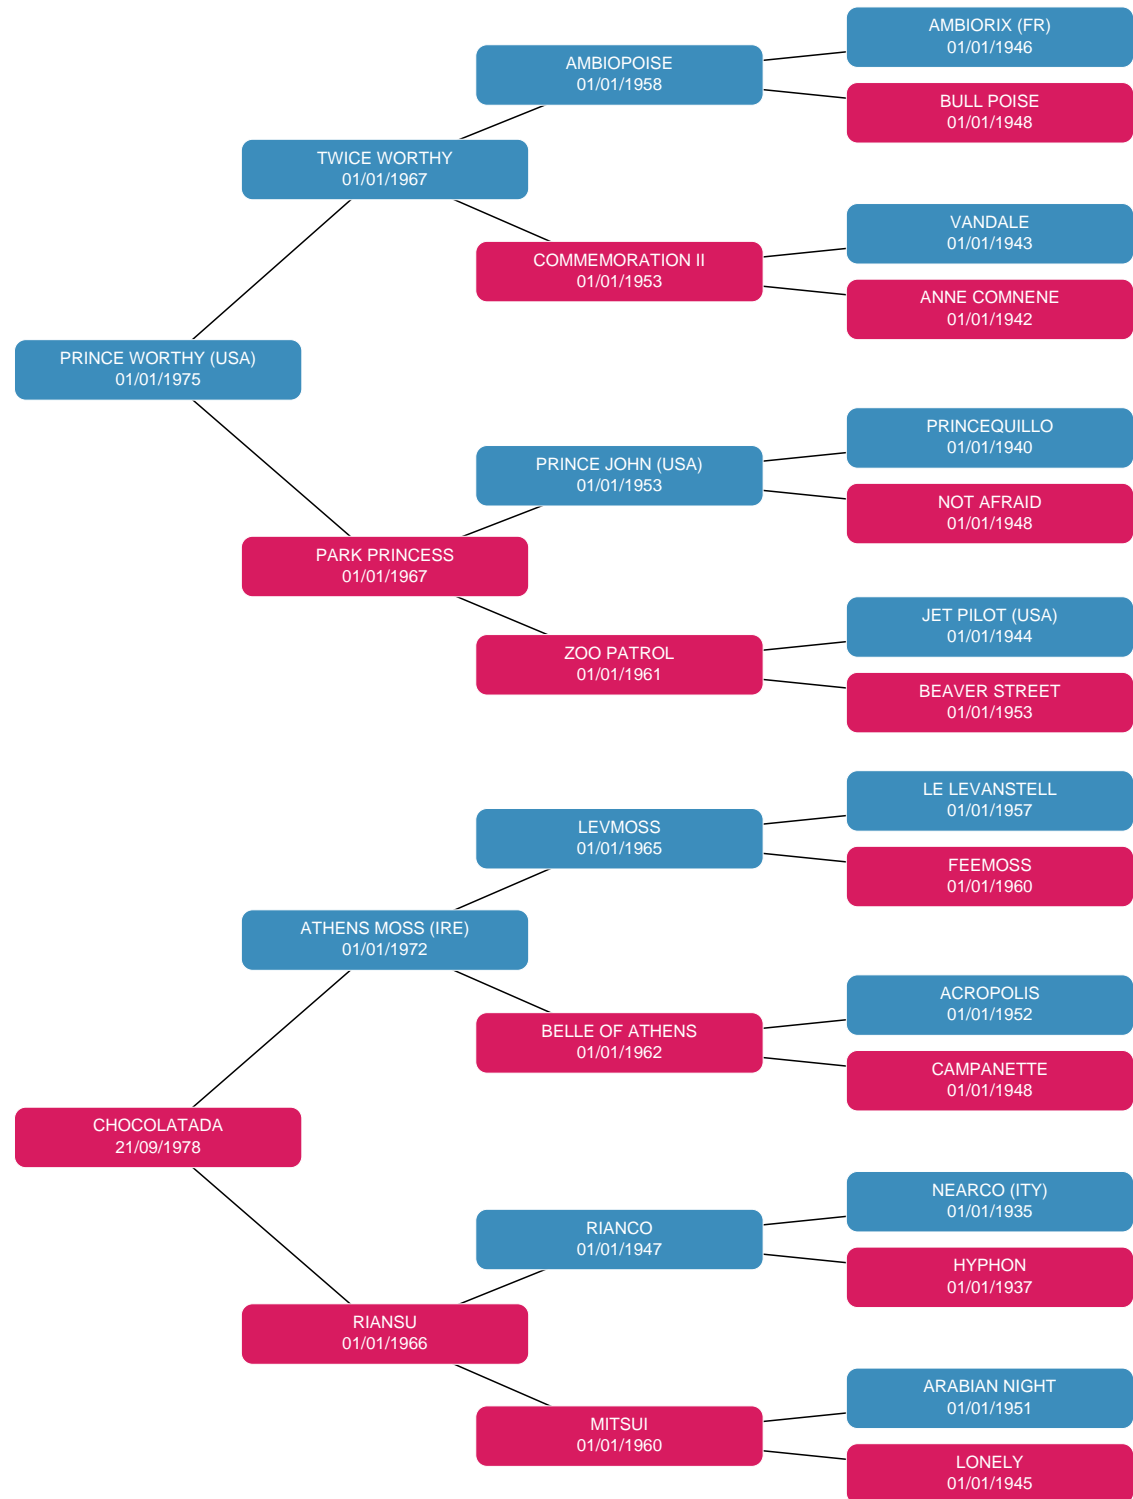 AMBIORIX (FR)
01/01/1946
AMBIOPOISE
01/01/1958
BULL POISE
01/01/1948
TWICE WORTHY
01/01/1967
VANDALE
01/01/1943
COMMEMORATION II
01/01/1953
ANNE COMNENE
01/01/1942
PRINCE WORTHY (USA)
01/01/1975
PRINCEQUILLO
01/01/1940
PRINCE JOHN (USA)
01/01/1953
NOT AFRAID
01/01/1948
PARK PRINCESS
01/01/1967
JET PILOT (USA)
01/01/1944
ZOO PATROL
01/01/1961
BEAVER STREET
01/01/1953
LE LEVANSTELL
01/01/1957
LEVMOSS
01/01/1965
FEEMOSS
01/01/1960
ATHENS MOSS (IRE)
01/01/1972
ACROPOLIS
01/01/1952
BELLE OF ATHENS
01/01/1962
CAMPANETTE
01/01/1948
CHOCOLATADA
21/09/1978
NEARCO (ITY)
01/01/1935
RIANCO
01/01/1947
HYPHON
01/01/1937
RIANSU
01/01/1966
ARABIAN NIGHT
01/01/1951
MITSUI
01/01/1960
LONELY
01/01/1945